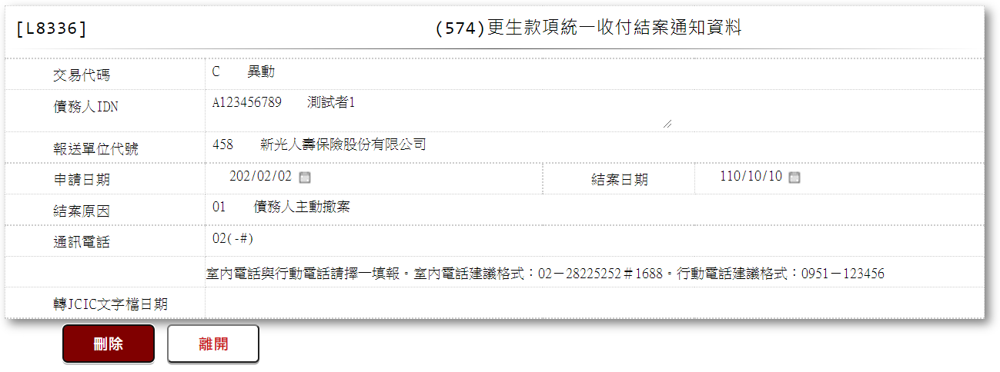 [L8336] (574)更生款項統一收付結案通知資料
交易代碼 C 異動
債務人IDN A123456789 測試者1
報送單位代號 458 新光人壽保險股份有限公司
申請日期 202/02/02 結案日期 110/10/10
結案原因 01 債務人主動撤案
通訊電話 02(-#)
室內電話與行動電話請擇一填報。室內電話建議格式：02－28225252＃1688。行動電話建議格式：0951－123456
轉JCIC文字檔日期
刪除 離開